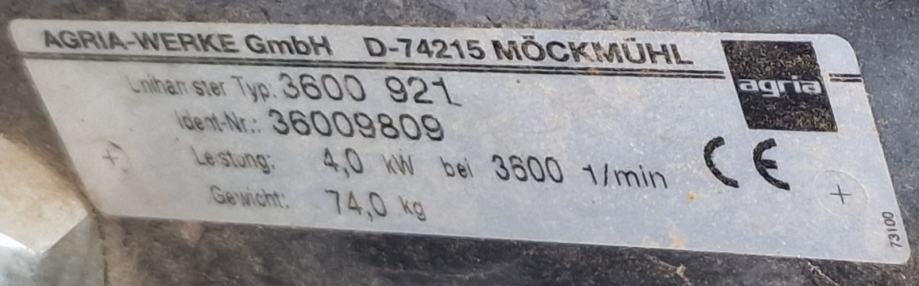 AGRIA-WERKE GmbH D-74215 MÖCKMÜHL
agria
Typ: 3600 921
Ident-Nr.: 36009809
Leistung: 4,0 kW bei 3600 1/min
Gewicht: 74,0 kg
CE
73100